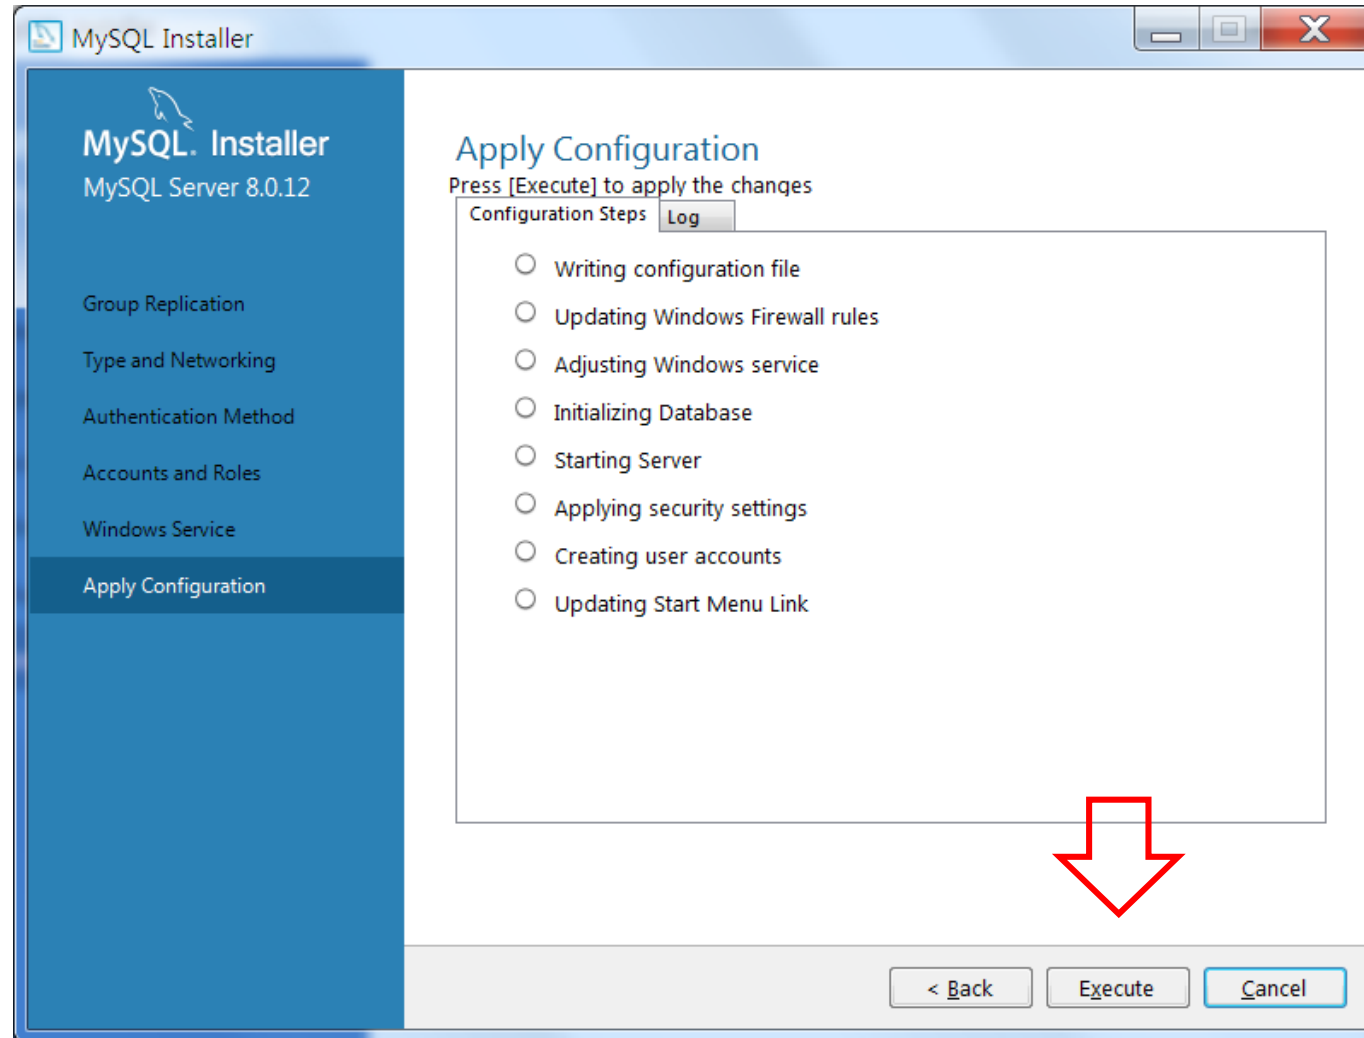 MySQL Installer
MySQL. Installer
MySQL Server 8.0.12
Group Replication
Type and Networking
Authentication Method
Accounts and Roles
Windows Service
Apply Configuration
Apply Configuration
Press [Execute] to apply the changes
Configuration Steps Log
Writing configuration file
Updating Windows Firewall rules
Adjusting Windows service
Initializing Database
Starting Server
Applying security settings
Creating user accounts
Updating Start Menu Link
< Back Execute Cancel